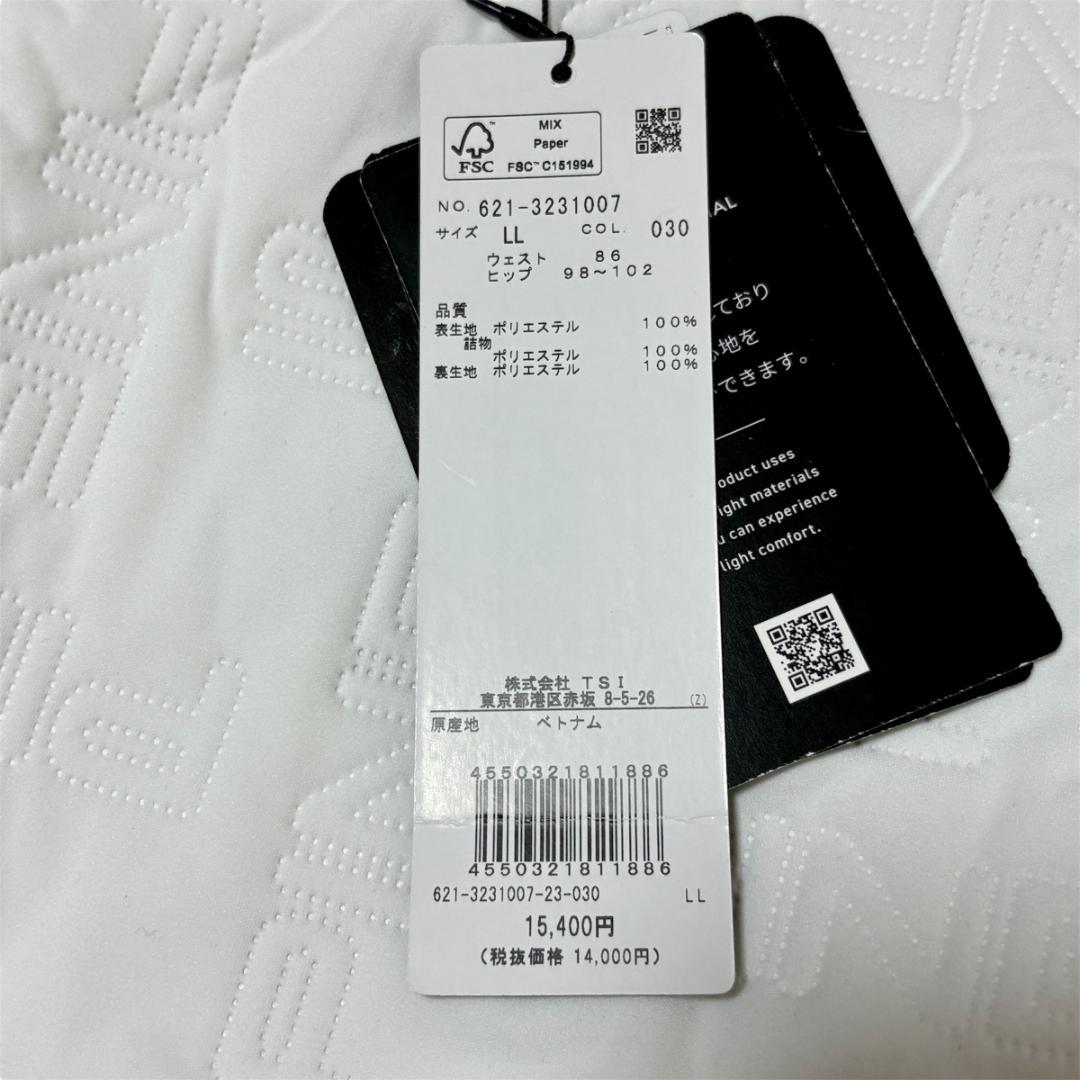 FSC
MIX
Paper
FSC™ C151994
NO. 621-3231007
サイズ LL COL. 030
ウェスト 86
ヒップ 98~102
品質
表生地 ポリエステル 100%
詰物
ポリエステル 100%
裏生地 ポリエステル 100%
株式会社 TSI
東京都港区赤坂 8-5-26 (Z)
原産地 ベトナム
4550321811886
4550321811886
621-3231007-23-030 LL
15,400円
(税抜価格 14,000円)
ており
地を
できます。
uses
materials
can experience
light comfort.